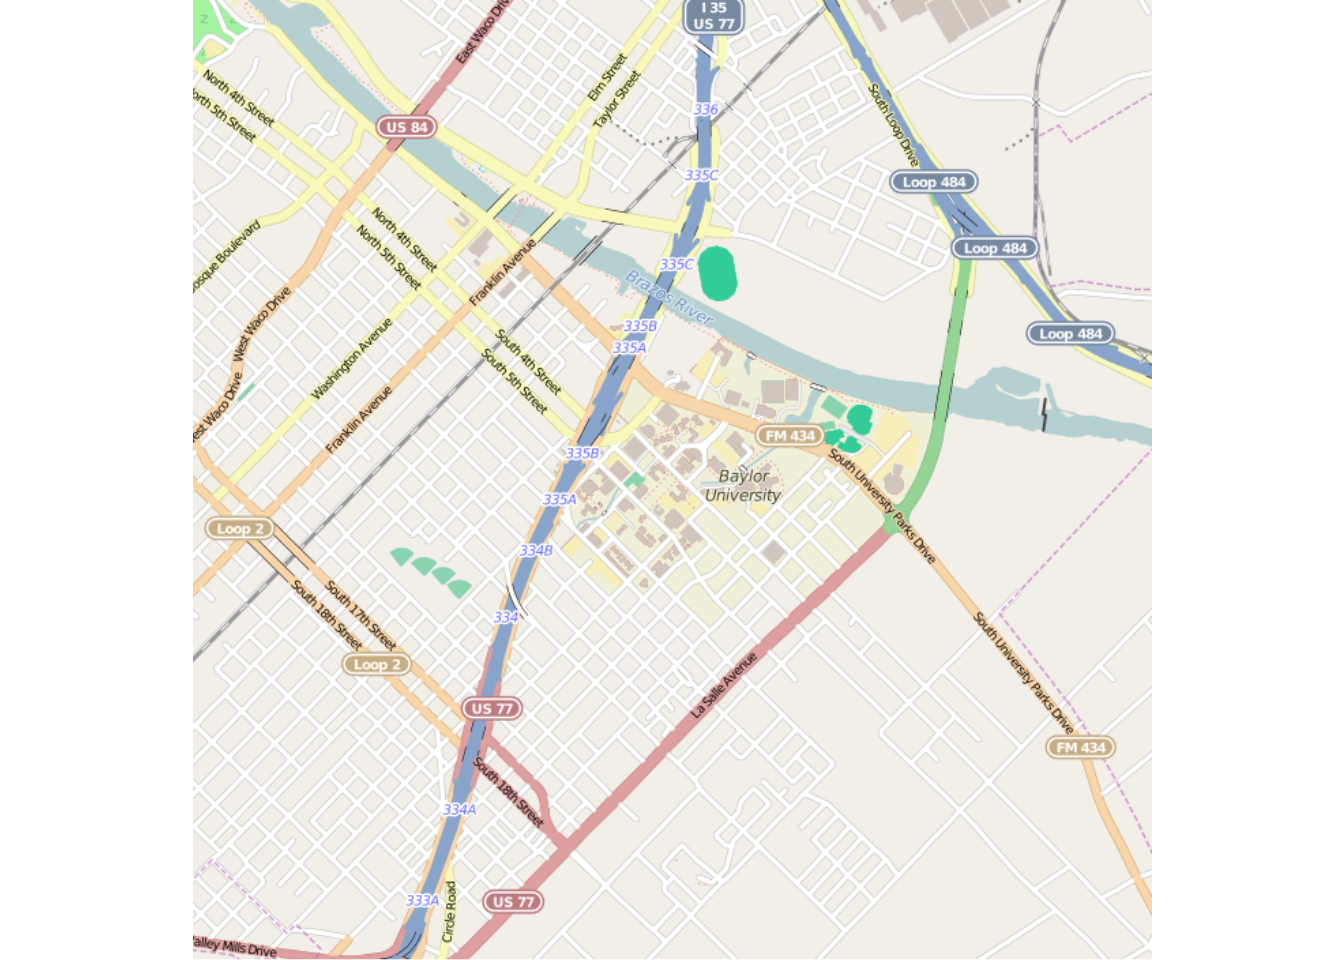 I 35
US 77
East Waco Driv
Elm Street
Taylor Street
North 4th Street
orth 5th Street
336
South Loop Drive
US 84
335C
Loop 484
North 4th Street
North 5th Street
osque Boulevard
Franklin Avenue
335C
Loop 484
Brazos River
West Waco Drive
335B
335A
Loop 484
Washington Avenue
South 4th Street
South 5th Street
est Waco Drive
Franklin Avenue
FM 434
335B
South University Parks Drive
Baylor
University
335A
Loop 2
334B
South 17th Street
South 18th Street
334
South University Parks Drive
Loop 2
La Salle Avenue
US 77
FM 434
South 18th Street
334A
333A
Circle Road
US 77
alley Mills Drive